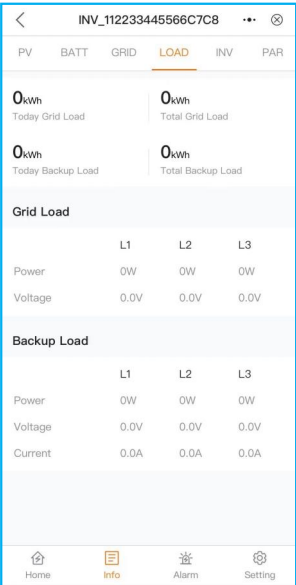 INV_112233445566C7C8
PV BATT GRID LOAD INV PAR
0kWh 0kWh
Today Grid Load Total Grid Load
0kWh 0kWh
Today Backup Load Total Backup Load
Grid Load
L1 L2 L3
Power 0W 0W 0W
Voltage 0.0V 0.0V 0.0V
Backup Load
L1 L2 L3
Power 0W 0W 0W
Voltage 0.0V 0.0V 0.0V
Current 0.0A 0.0A 0.0A
Home Info Alarm Setting